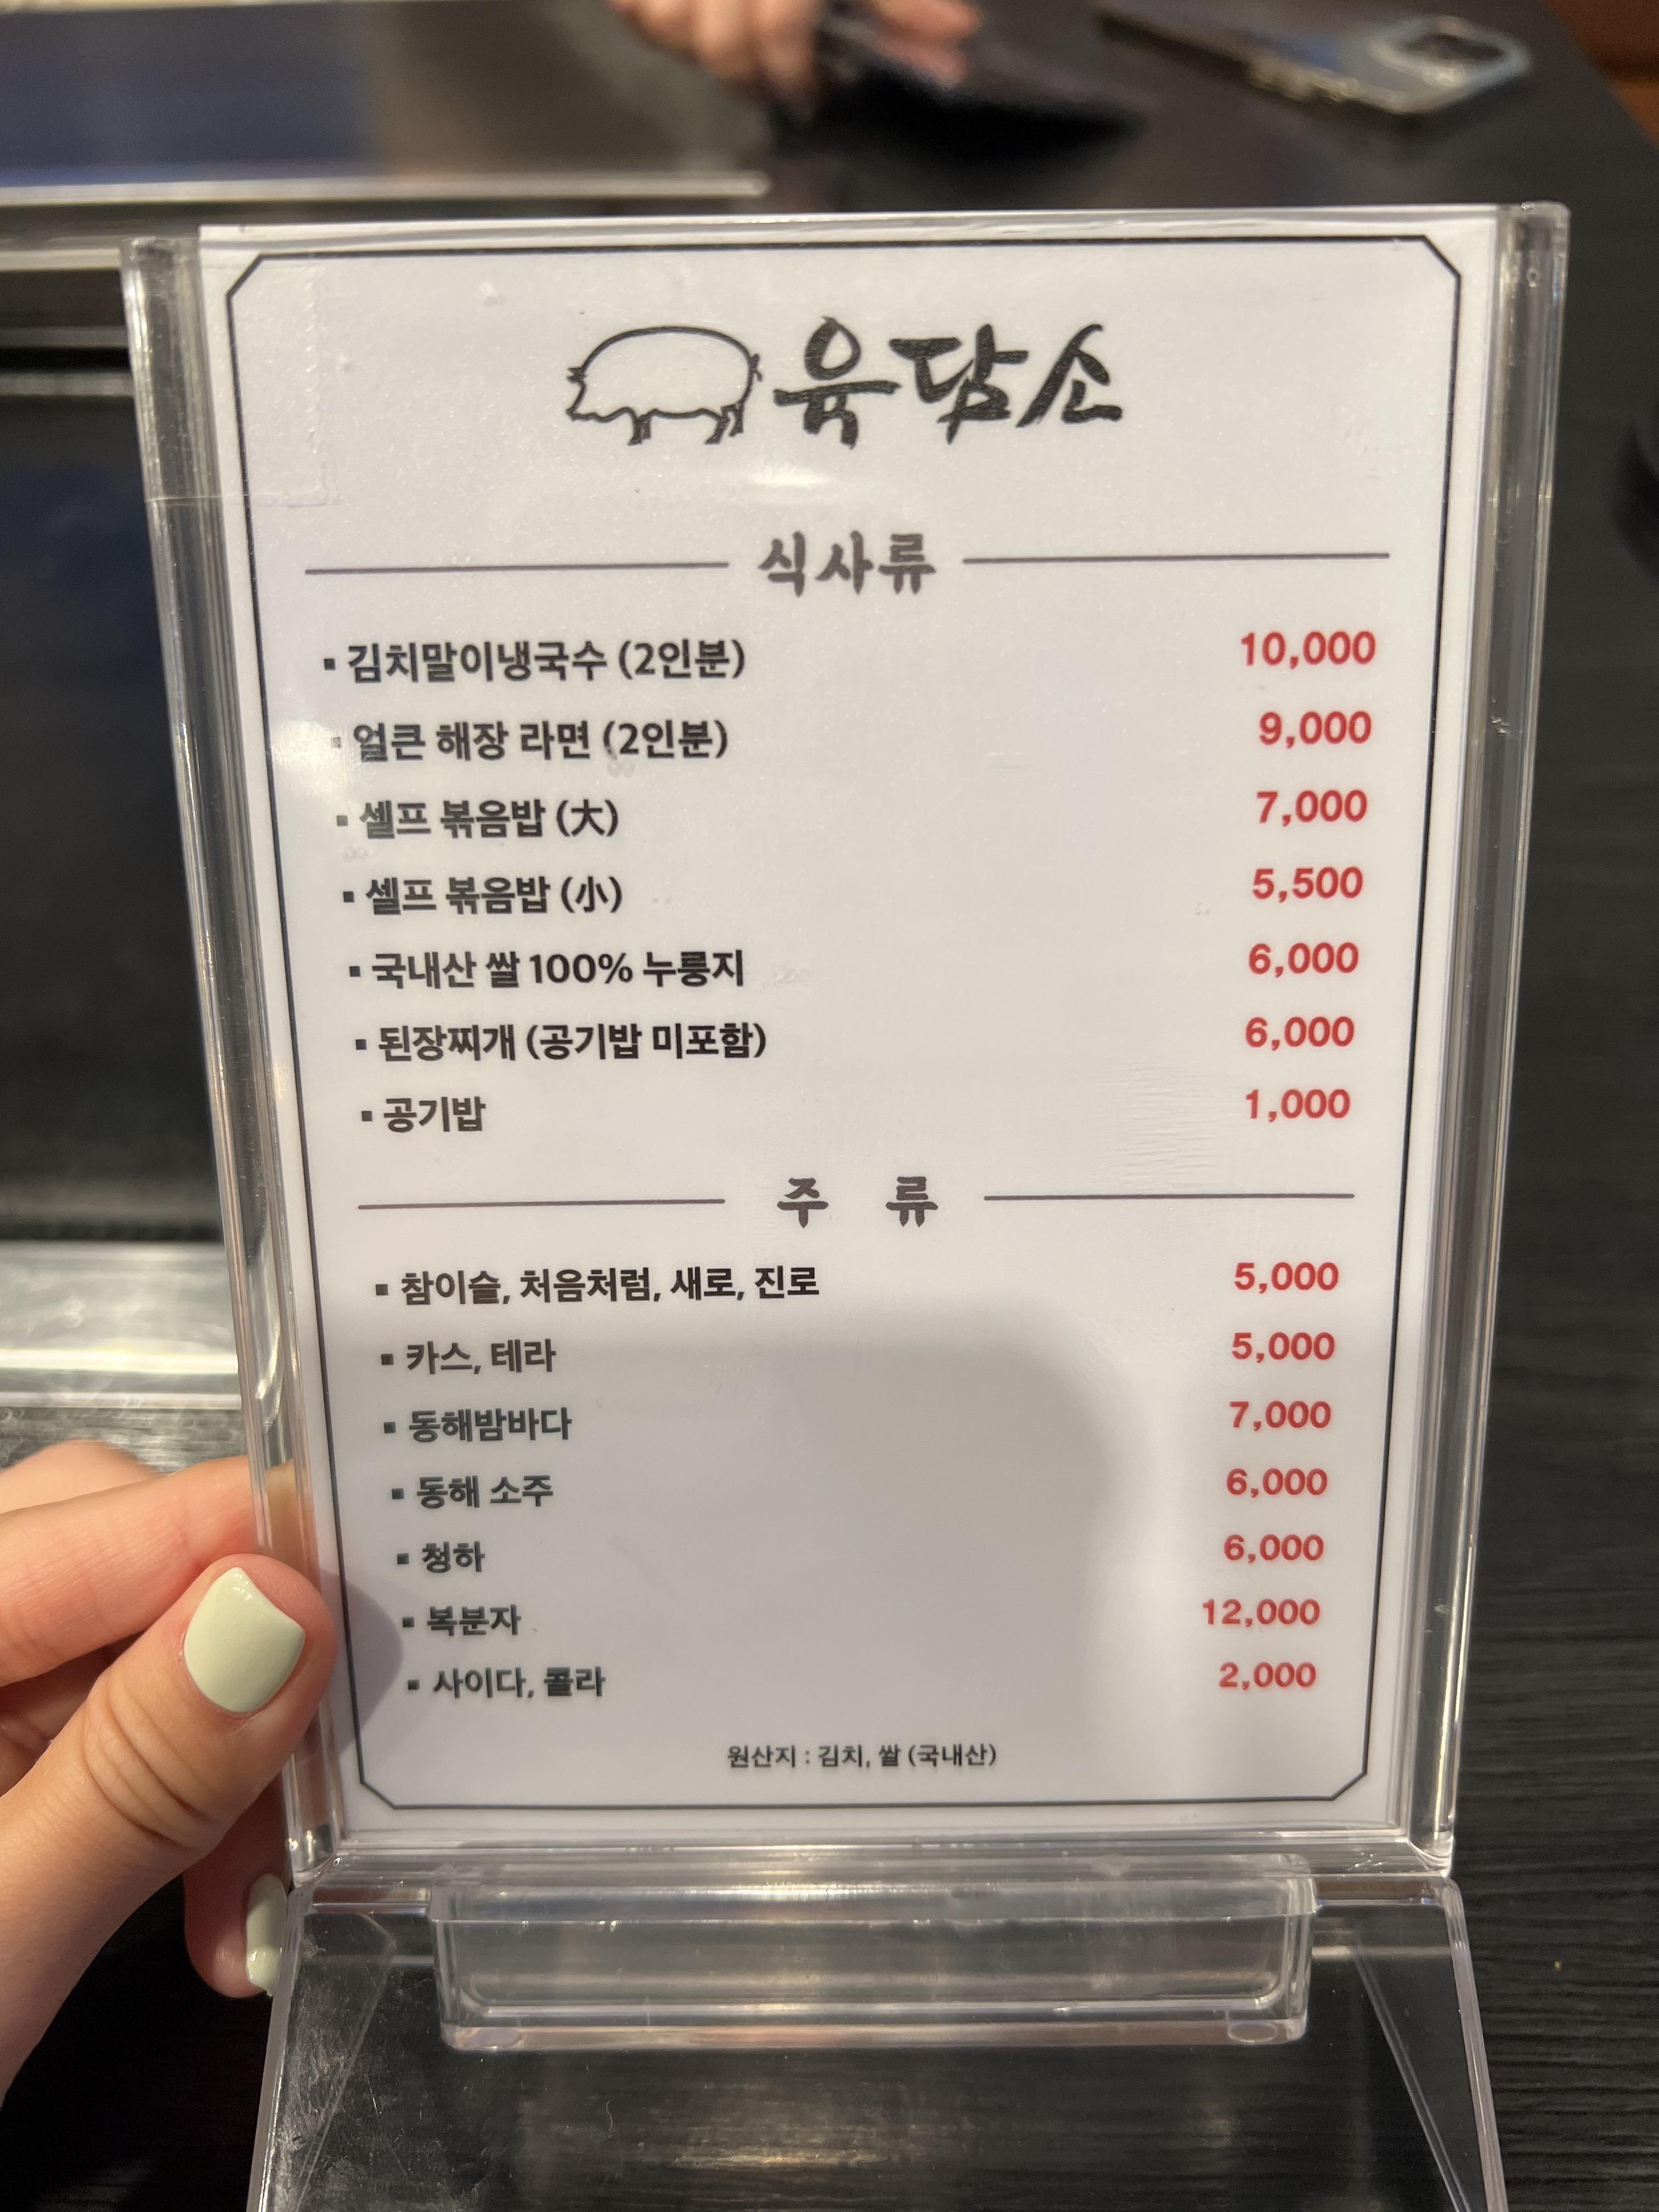 육담소
식사류
▪ 김치말이냉국수 (2인분) 10,000
▪ 얼큰 해장 라면 (2인분) 9,000
▪ 셀프 볶음밥 (大) 7,000
▪ 셀프 볶음밥 (小) 5,500
▪ 국내산 쌀 100% 누룽지 6,000
▪ 된장찌개 (공기밥 미포함) 6,000
▪ 공기밥 1,000
주 류
▪ 참이슬, 처음처럼, 새로, 진로 5,000
▪ 카스, 테라 5,000
▪ 동해밤바다 7,000
▪ 동해 소주 6,000
▪ 청하 6,000
▪ 복분자 12,000
▪ 사이다, 콜라 2,000
원산지 : 김치, 쌀 (국내산)